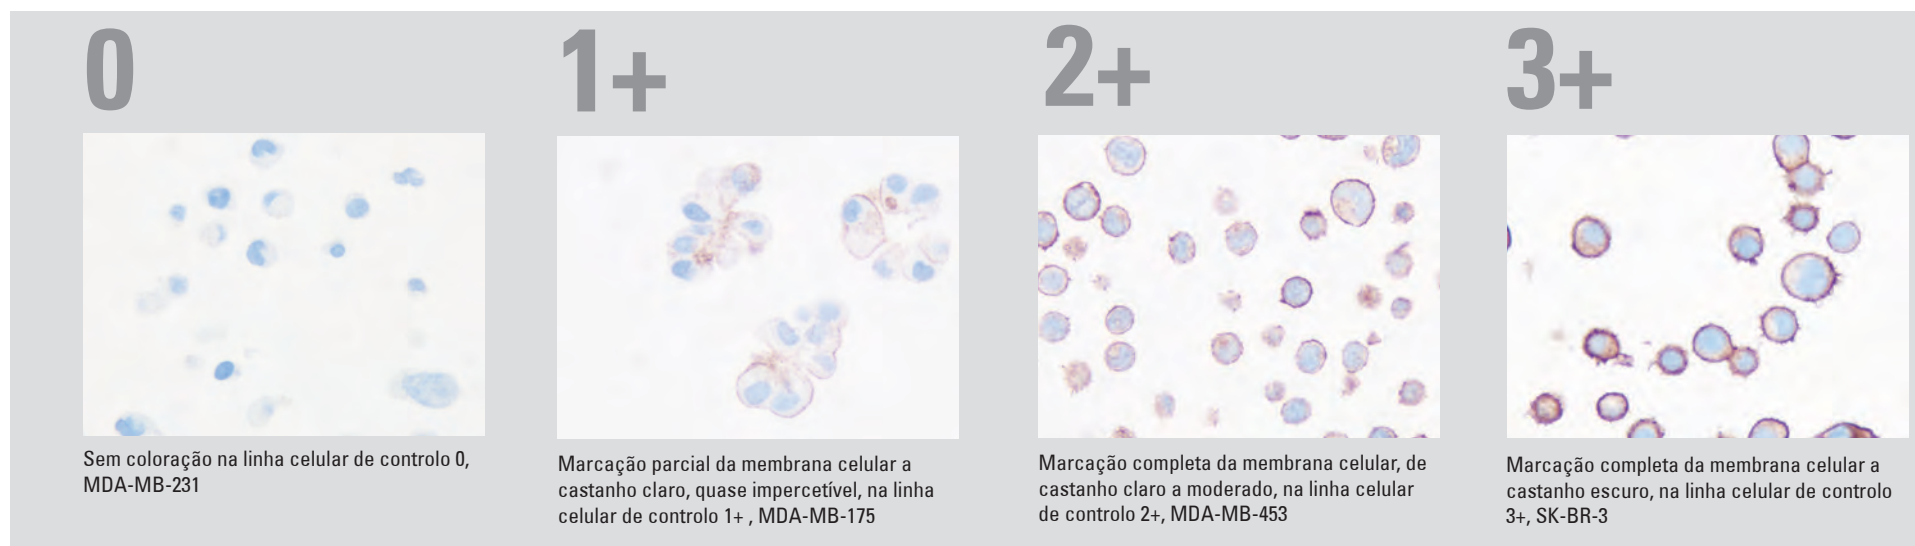 0
Sem coloração na linha celular de controlo 0,
MDA-MB-231
1+
Marcação parcial da membrana celular a
castanho claro, quase impercetível, na linha
celular de controlo 1+ , MDA-MB-175
2+
Marcação completa da membrana celular, de
castanho claro a moderado, na linha celular
de controlo 2+, MDA-MB-453
3+
Marcação completa da membrana celular a
castanho escuro, na linha celular de controlo
3+, SK-BR-3